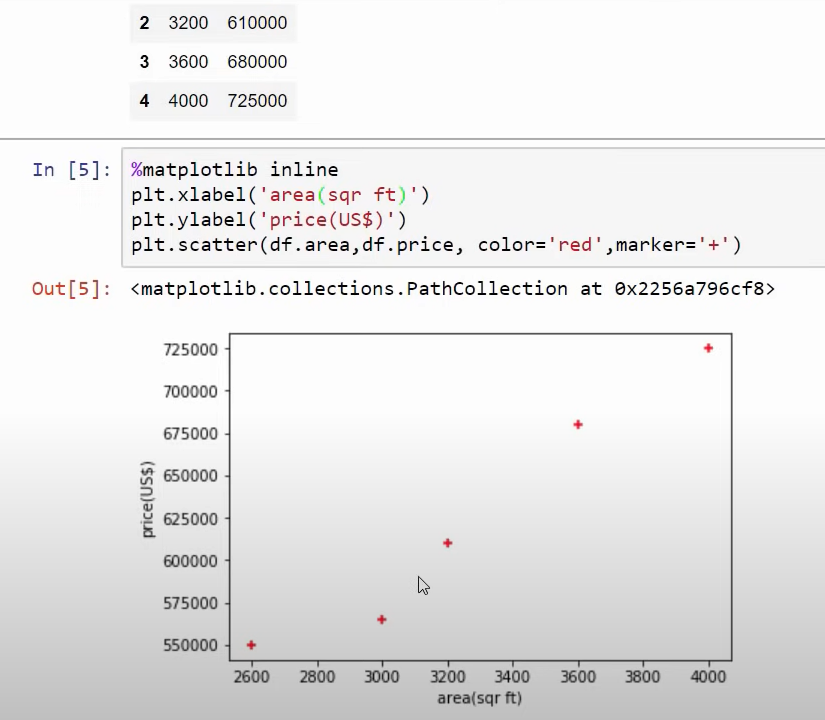 2 3200 610000
3 3600 680000
4 4000 725000
In [5]: %matplotlib inline
plt.xlabel('area(sqr ft)')
plt.ylabel('price(US$)')
plt.scatter(df.area,df.price, color='red',marker='+')
Out[5]: <matplotlib.collections.PathCollection at 0x2256a796cf8>
725000
700000
675000
650000
625000
600000
575000
550000
price(US$)
2600 2800 3000 3200 3400 3600 3800 4000
area(sqr ft)